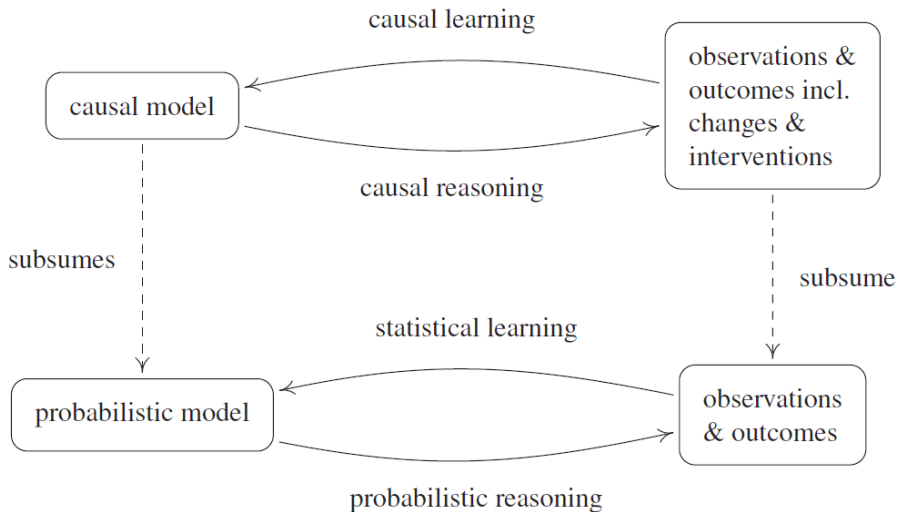 causal learning
causal model
observations &
outcomes incl.
changes &
interventions
causal reasoning
subsumes
subsume
statistical learning
probabilistic model
observations
& outcomes
probabilistic reasoning